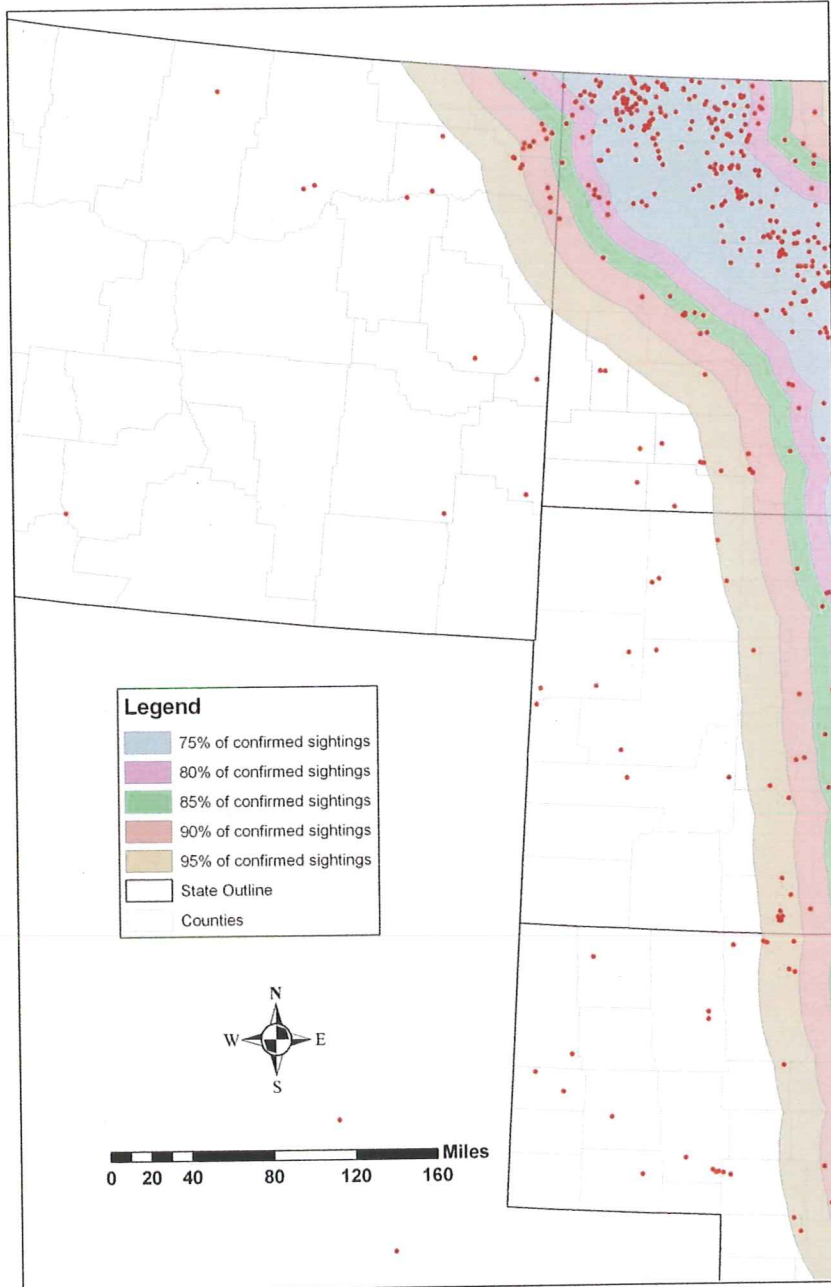 Legend
75% of confirmed sightings
80% of confirmed sightings
85% of confirmed sightings
90% of confirmed sightings
95% of confirmed sightings
State Outline
Counties
N
W E
S
Miles
0 20 40 80 120 160